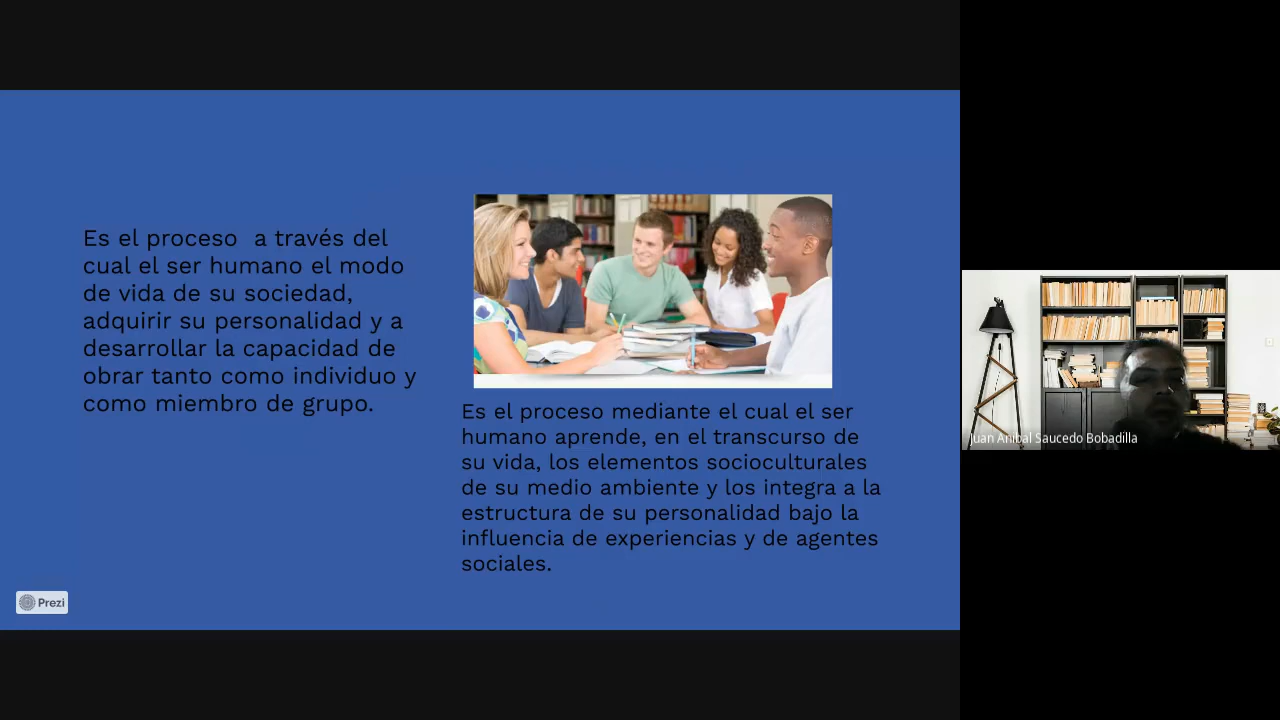 Es el proceso  a través del
cual el ser humano el modo
de vida de su sociedad,
adquirir su personalidad y a
desarrollar la capacidad de
obrar tanto como individuo y
como miembro de grupo.
Es el proceso mediante el cual el ser
humano aprende, en el transcurso de
su vida, los elementos socioculturales
de su medio ambiente y los integra a la
estructura de su personalidad bajo la
influencia de experiencias y de agentes
sociales.
Prezi
Juan Anibal Saucedo Bobadilla